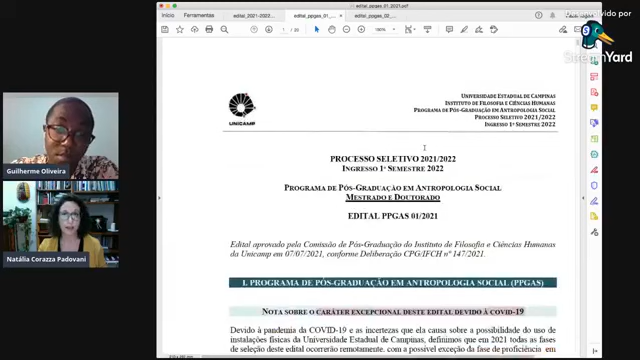 edital_ppgas_01_2021.pdf
Início
Ferramentas
edital_2021-2022...
edital_ppgas_01_...
edital_ppgas_02_...
StreamYard
UNICAMP
UNIVERSIDADE ESTADUAL DE CAMPINAS
INSTITUTO DE FILOSOFIA E CIÊNCIAS HUMANAS
PROGRAMA DE PÓS-GRADUAÇÃO EM ANTROPOLOGIA SOCIAL
PROCESSO SELETIVO 2021/2022
INGRESSO 1º SEMESTRE 2022
PROCESSO SELETIVO 2021/2022
INGRESSO 1º SEMESTRE 2022
PROGRAMA DE PÓS-GRADUAÇÃO EM ANTROPOLOGIA SOCIAL
MESTRADO E DOUTORADO
EDITAL PPGAS 01/2021
Edital aprovado pela Comissão de Pós-Graduação do Instituto de Filosofia e Ciências Humanas
da Unicamp em 07/07/2021, conforme Deliberação CPG/IFCH nº 147/2021.
I. PROGRAMA DE PÓS-GRADUAÇÃO EM ANTROPOLOGIA SOCIAL (PPGAS)
NOTA SOBRE O CARÁTER EXCEPCIONAL DESTE EDITAL DEVIDO À COVID-19
Devido à pandemia da COVID-19 e as incertezas que ela causa sobre a possibilidade do uso de
instalações físicas da Universidade Estadual de Campinas, definimos que em 2021 todas as fases
de seleção deste edital ocorrerão remotamente, com a possível exceção da fase de proficiência em
Guilherme Oliveira
Natália Corazza Padovani